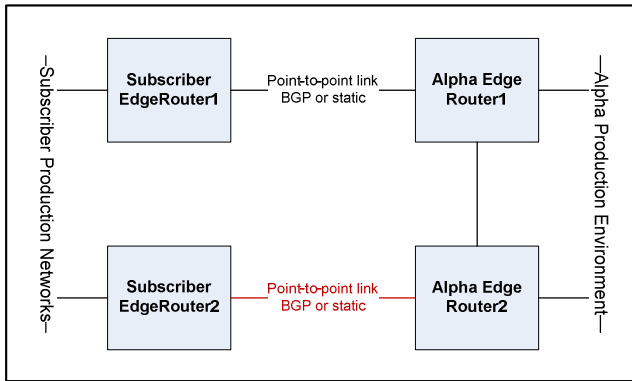 —Subscriber Production Networks—
Subscriber
EdgeRouter1
Point-to-point link
BGP or static
Alpha Edge
Router1
—Alpha Production Environment—
Subscriber
EdgeRouter2
Point-to-point link
BGP or static
Alpha Edge
Router2